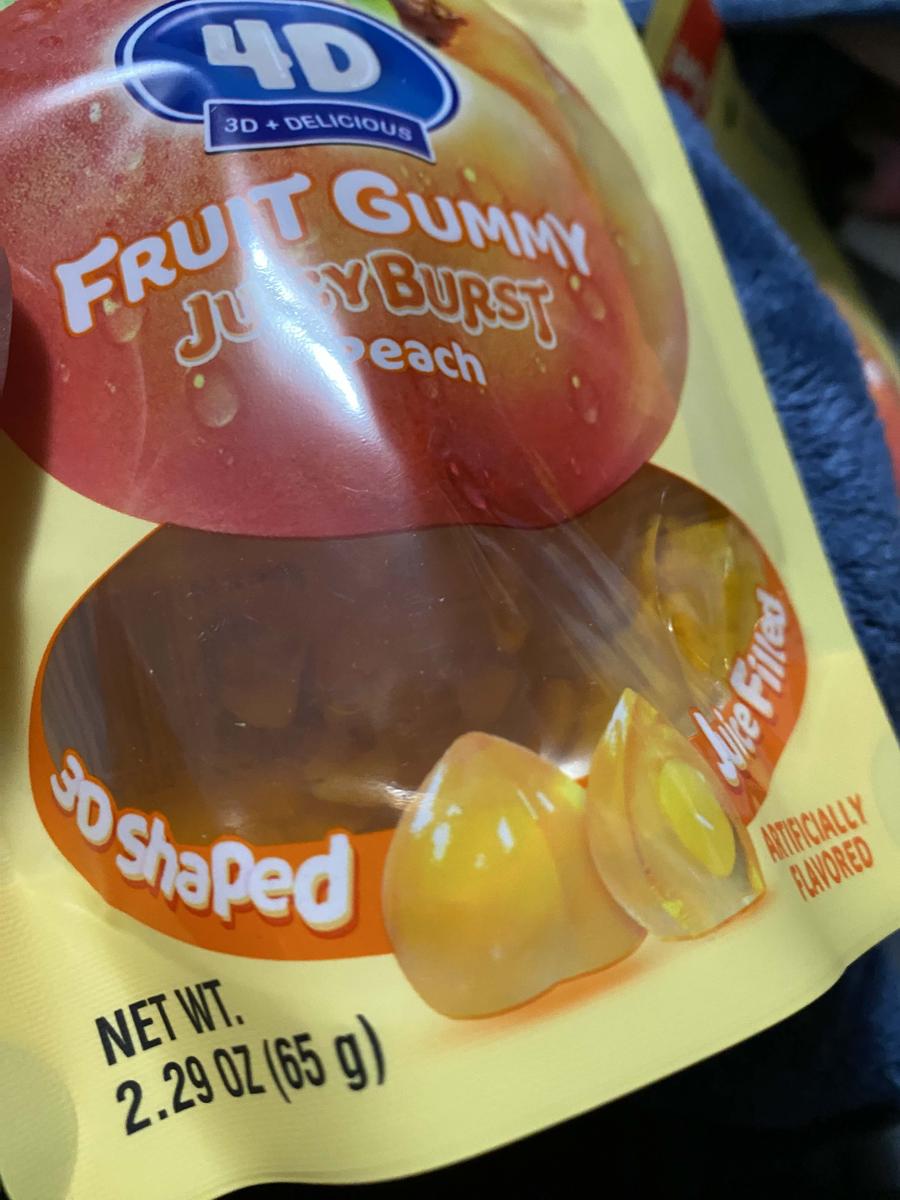 4D
3D + DELICIOUS
FRUIT GUMMY
JUICY BURST
Peach
Juice Filled
3D shaped
ARTIFICIALLY
FLAVORED
NET WT.
2.29 OZ (65 g)